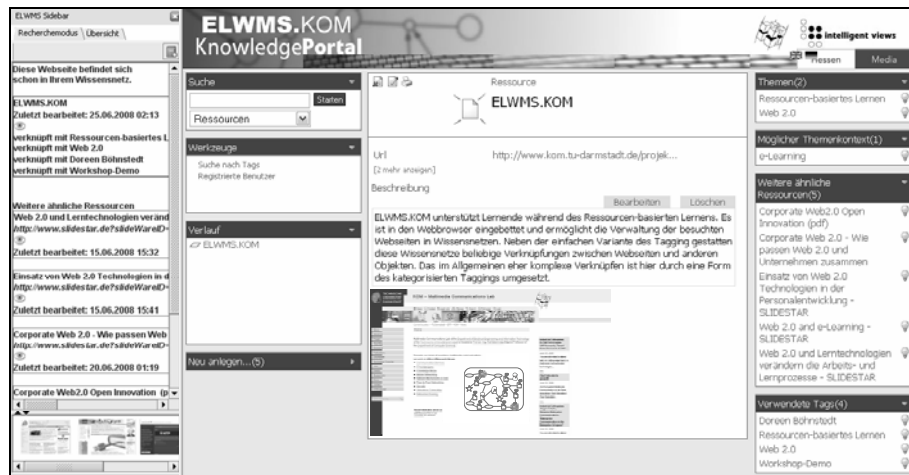 ELWMS Sidebar
Recherchemodus
Übersicht
Diese Webseite befindet sich
schon in Ihrem Wissensnetz.
ELWMS.KOM
Zuletzt bearbeitet: 25.06.2008 02:13
verknüpft mit Ressourcen-basiertes L
verknüpft mit Web 2.0
verknüpft mit Doreen Böhnstedt
verknüpft mit Workshop-Demo
Weitere ähnliche Ressourcen
Web 2.0 und Lerntechnologien veränd
http://www.slidestar.de?slideWareID=
Zuletzt bearbeitet: 15.06.2008 15:32
Einsatz von Web 2.0 Technologien in d
http://www.slidestar.de?slideWareID=
Zuletzt bearbeitet: 15.06.2008 15:41
Corporate Web 2.0 - Wie passen Web
http://www.slidestar.de?slideWareID=
Zuletzt bearbeitet: 20.06.2008 01:19
Corporate Web2.0 Open Innovation (p
ELWMS.KOM
KnowledgePortal
intelligent views
Hessen
Media
Suche
Starten
Ressourcen
Werkzeuge
Suche nach Tags
Registrierte Benutzer
Verlauf
ELWMS.KOM
Neu anlegen...(5)
Ressource
ELWMS.KOM
Url http://www.kom.tu-darmstadt.de/projek...
[2 mehr anzeigen]
Beschreibung
Bearbeiten Löschen
ELWMS.KOM unterstützt Lernende während des Ressourcen-basierten Lernens. Es
ist in den Webbrowser eingebettet und ermöglicht die Verwaltung der besuchten
Webseiten in Wissensnetzen. Neben der einfachen Variante des Tagging gestatten
diese Wissensnetze beliebige Verknüpfungen zwischen Webseiten und anderen
Objekten. Das im Allgemeinen eher komplexe Verknüpfen ist hier durch eine Form
des kategorisierten Taggings umgesetzt.
KOM - Multimedia Communications Lab
Themen(2)
Ressourcen-basiertes Lernen
Web 2.0
Möglicher Themenkontext(1)
e-Learning
Weitere ähnliche
Ressourcen(5)
Corporate Web2.0 Open
Innovation (pdf)
Corporate Web 2.0 - Wie
passen Web 2.0 und
Unternehmen zusammen
Einsatz von Web 2.0
Technologien in der
Personalentwicklung -
SLIDESTAR
Web 2.0 and e-Learning -
SLIDESTAR
Web 2.0 und Lerntechnologien
verändern die Arbeits- und
Lernprozesse - SLIDESTAR
Verwendete Tags(4)
Doreen Böhnstedt
Ressourcen-basiertes Lernen
Web 2.0
Workshop-Demo